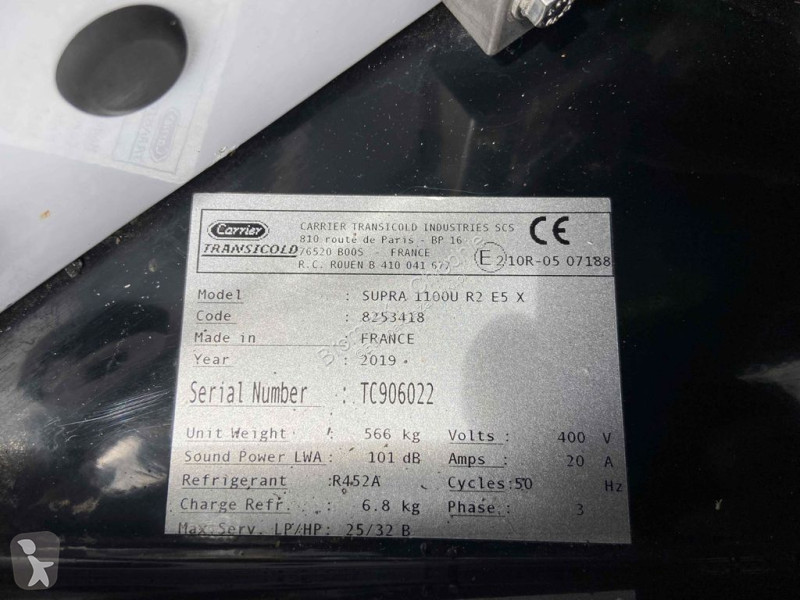 Carrier
TRANSICOLD
CARRIER TRANSICOLD INDUSTRIES SCS
810 route de Paris - BP 16
76520 BOOS - FRANCE
R.C. ROUEN B 410 041 677
CE
E2 10R-05 07188
Model : SUPRA 1100U R2 E5 X
Code : 8253418
Made in : FRANCE
Year : 2019
Serial Number : TC906022
Unit Weight : 566 kg Volts : 400 V
Sound Power LWA : 101 dB Amps : 20 A
Refrigerant :R452A Cycles:50 Hz
Charge Refr. : 6.8 kg Phase : 3
Max Serv. LP/HP: 25/32 B